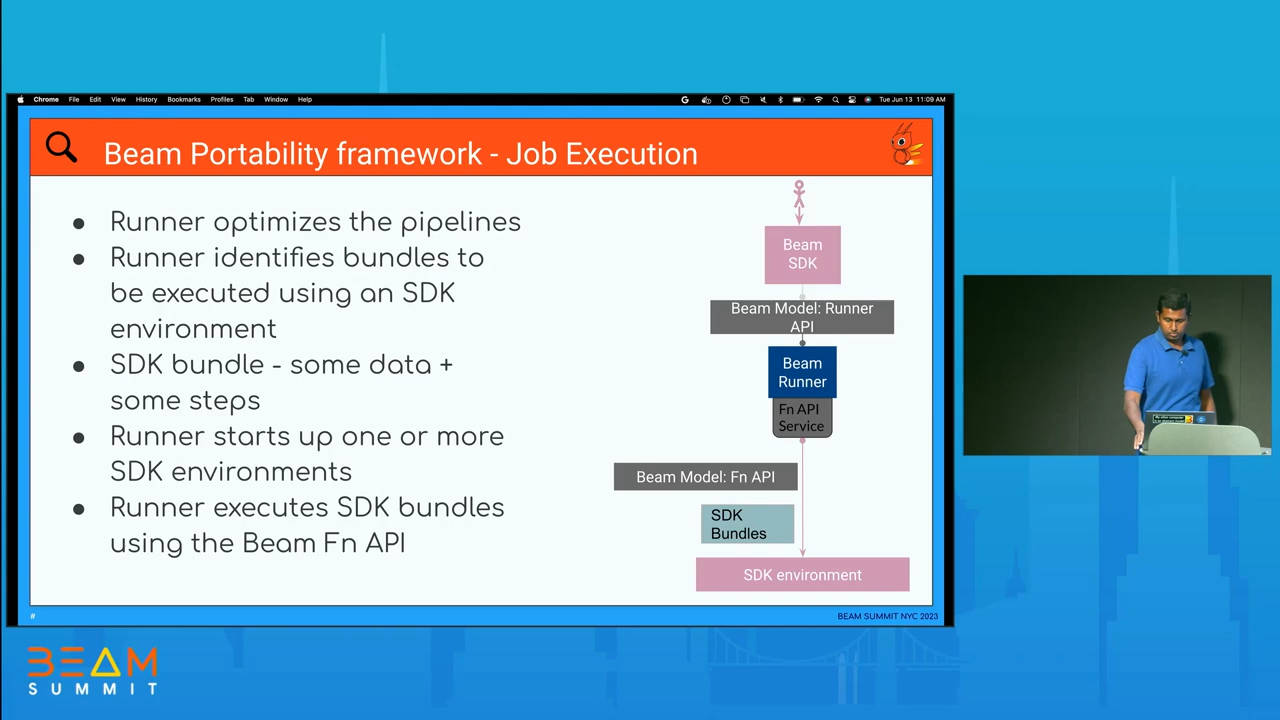 Chrome File Edit View History Bookmarks Profiles Tab Window Help
Tue Jun 13 11:09 AM
Beam Portability framework - Job Execution
● Runner optimizes the pipelines
● Runner identifies bundles to
be executed using an SDK
environment
● SDK bundle - some data +
some steps
● Runner starts up one or more
SDK environments
● Runner executes SDK bundles
using the Beam Fn API
Beam
SDK
Beam Model: Runner
API
Beam
Runner
Fn API
Service
Beam Model: Fn API
SDK
Bundles
SDK environment
#
BEAM SUMMIT NYC 2023
BEAM
SUMMIT